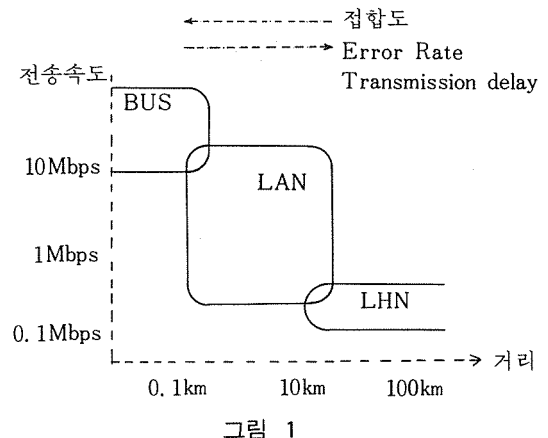 접합도
Error Rate
전송속도
Transmission delay
BUS
10Mbps
LAN
1Mbps
LHN
0.1Mbps
거리
0.1km 10km 100km
그림 1